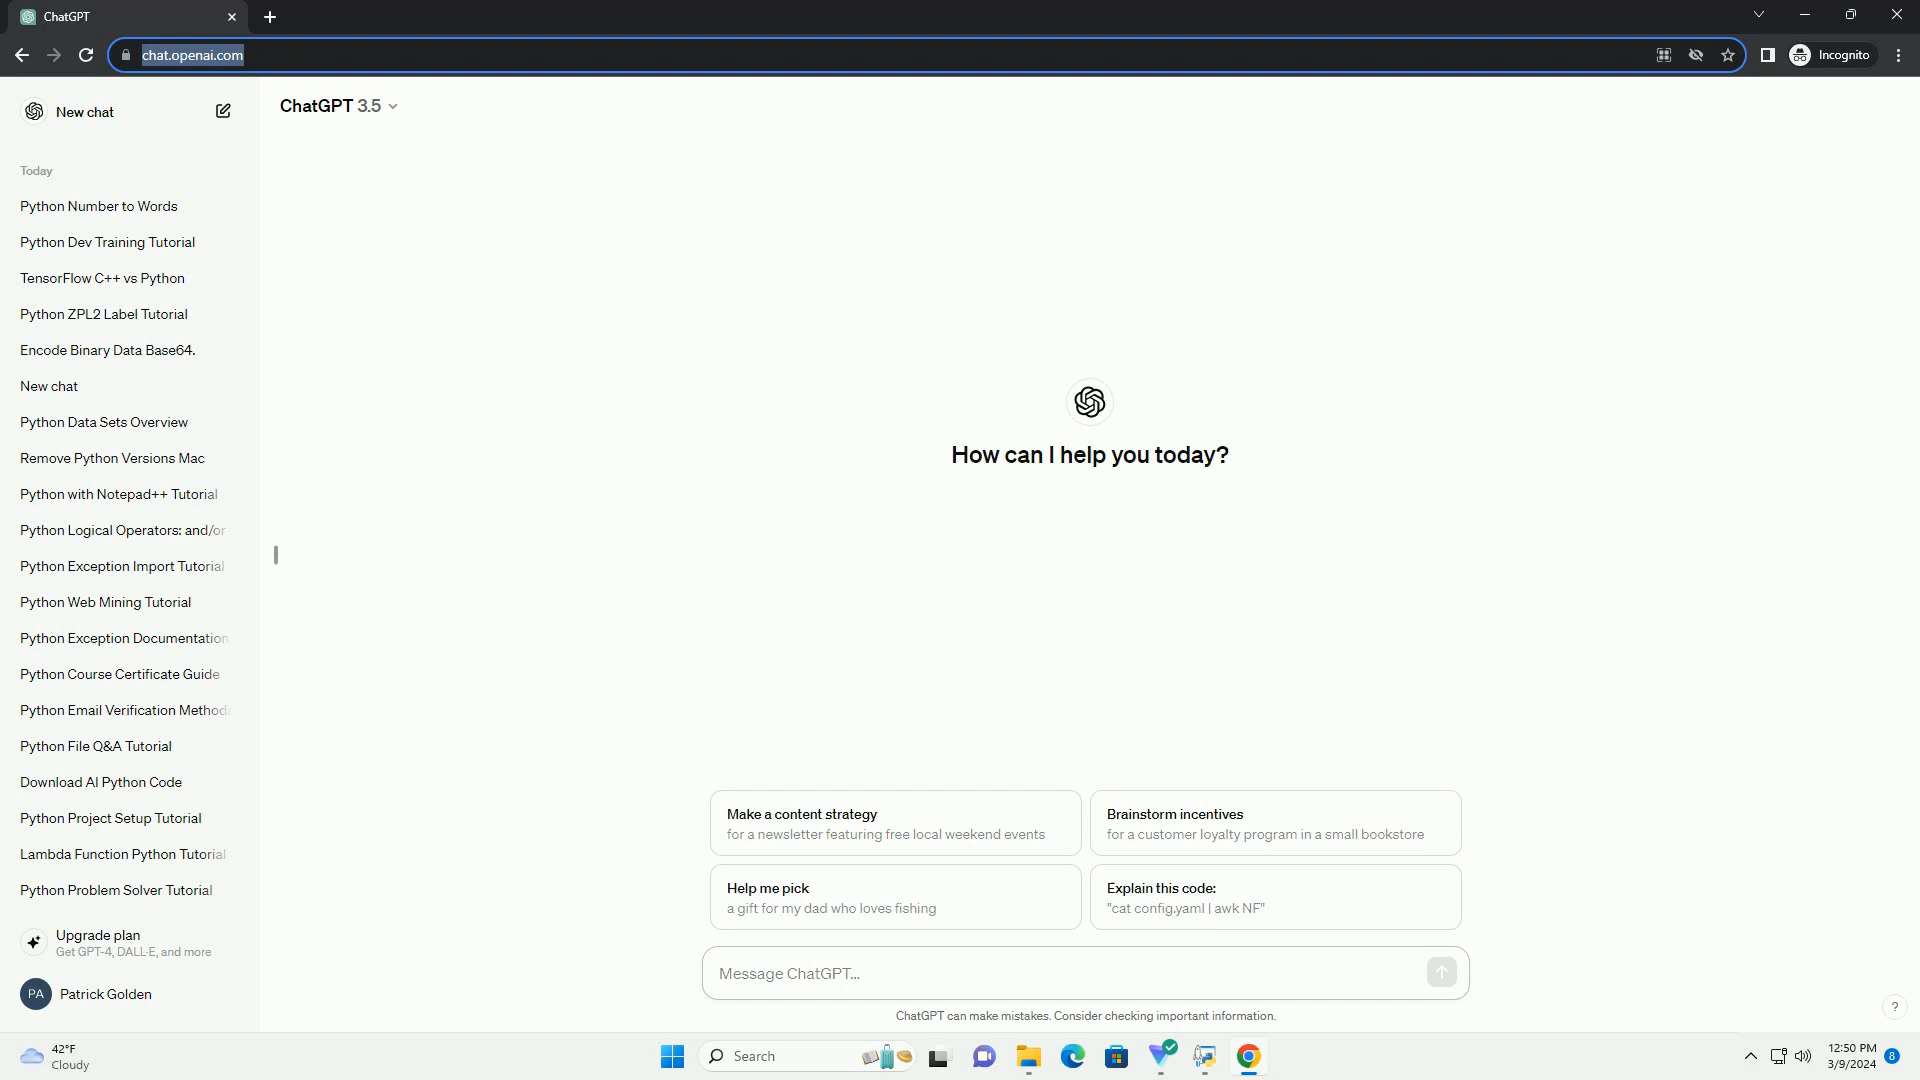 ChatGPT
chat.openai.com
Incognito
New chat
ChatGPT 3.5
Today
Python Number to Words
Python Dev Training Tutorial
TensorFlow C++ vs Python
Python ZPL2 Label Tutorial
Encode Binary Data Base64.
New chat
Python Data Sets Overview
Remove Python Versions Mac
Python with Notepad++ Tutorial
Python Logical Operators: and/or
Python Exception Import Tutorial
Python Web Mining Tutorial
Python Exception Documentation
Python Course Certificate Guide
Python Email Verification Methods
Python File Q&A Tutorial
Download AI Python Code
Python Project Setup Tutorial
Lambda Function Python Tutorial
Python Problem Solver Tutorial
Upgrade plan
Get GPT-4, DALL·E, and more
PA Patrick Golden
How can I help you today?
Make a content strategy
for a newsletter featuring free local weekend events
Brainstorm incentives
for a customer loyalty program in a small bookstore
Help me pick
a gift for my dad who loves fishing
Explain this code:
"cat config.yaml | awk NF"
Message ChatGPT...
ChatGPT can make mistakes. Consider checking important information.
?
42°F
Cloudy
Search
12:50 PM
3/9/2024
8